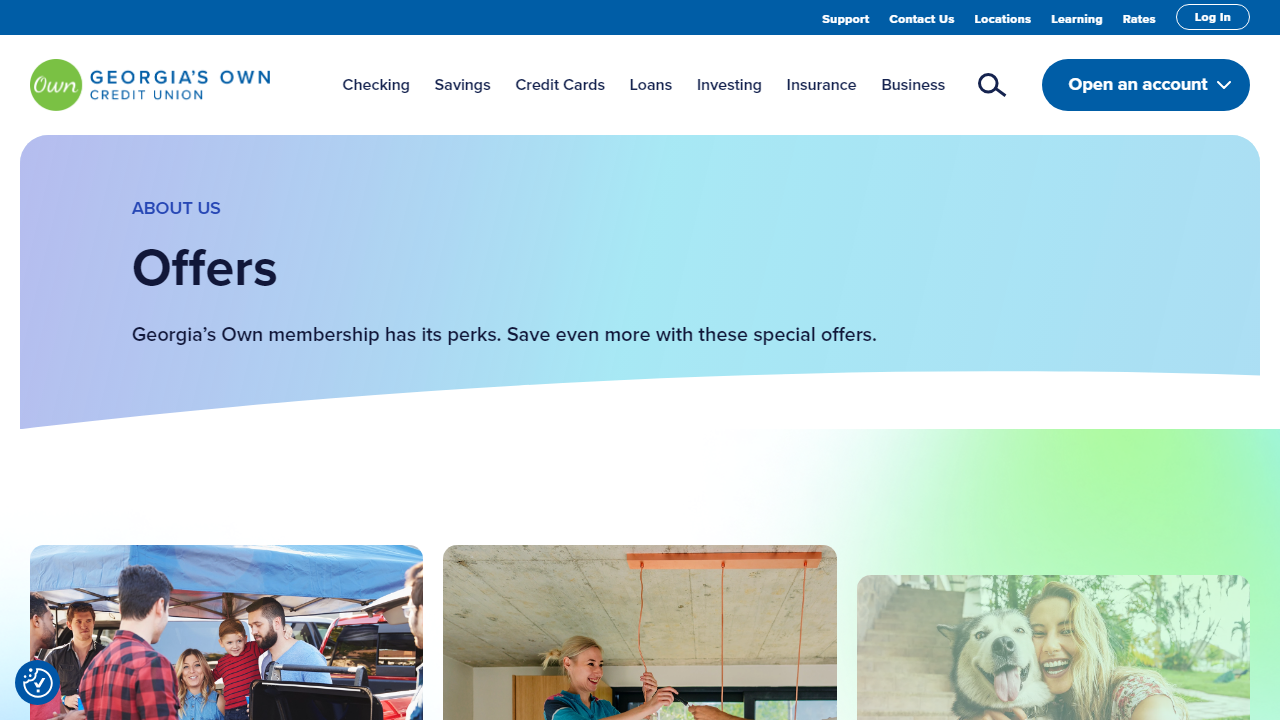 Support Contact Us Locations Learning Rates Log In
Own GEORGIA'S OWN
CREDIT UNION
Checking Savings Credit Cards Loans Investing Insurance Business
Open an account
ABOUT US
Offers
Georgia’s Own membership has its perks. Save even more with these special offers.